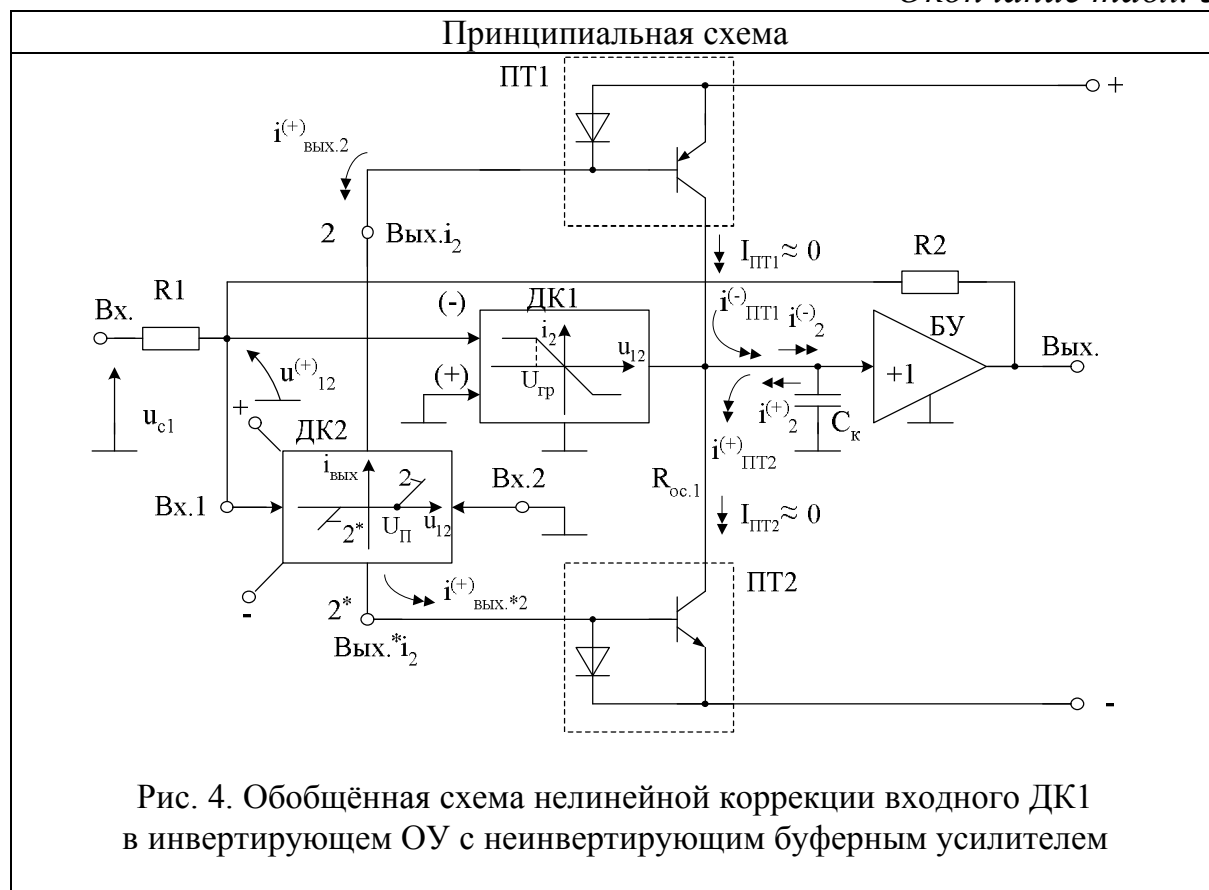 Принципиальная схема
ПТ1
+
i(+)вых.2
2 Вых.i2
IПТ1≈ 0
R2
Вх.
R1
(-)
ДК1
i(-)ПТ1
i(-)2
БУ
i2
u12
Uгр
+1
Вых.
u(+)12
(+)
uс1
+
ДК2
i(+)2
Cк
i(+)ПТ2
iвых
Вх.2
Rос.1
Вх.1
2
2*
UП
u12
IПТ2≈ 0
-
i(+)вых.*2
ПТ2
2*
Вых.*i2
-
Рис. 4. Обобщённая схема нелинейной коррекции входного ДК1
в инвертирующем ОУ с неинвертирующим буферным усилителем